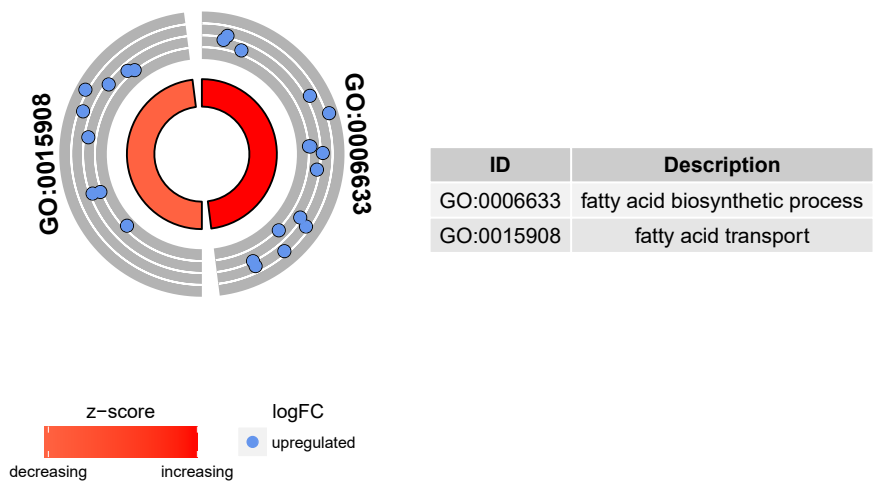 GO:0015908
GO:0006633
ID Description
GO:0006633 fatty acid biosynthetic process
GO:0015908 fatty acid transport
z−score
decreasing increasing
logFC
upregulated